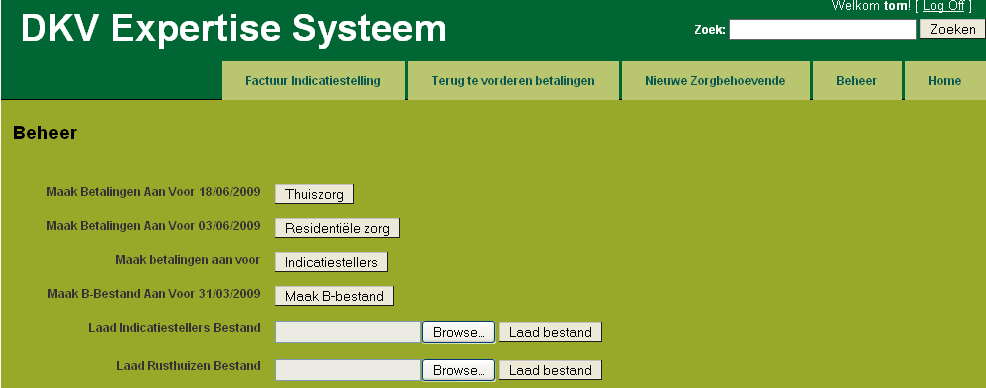 Welkom tom! [ Log Off ]
DKV Expertise Systeem
Zoek: Zoeken
Factuur Indicatiestelling Terug te vorderen betalingen Nieuwe Zorgbehoevende Beheer Home
Beheer
Maak Betalingen Aan Voor 18/06/2009 Thuiszorg
Maak Betalingen Aan Voor 03/06/2009 Residentiële zorg
Maak betalingen aan voor Indicatiestellers
Maak B-Bestand Aan Voor 31/03/2009 Maak B-bestand
Laad Indicatiestellers Bestand Browse... Laad bestand
Laad Rusthuizen Bestand Browse... Laad bestand